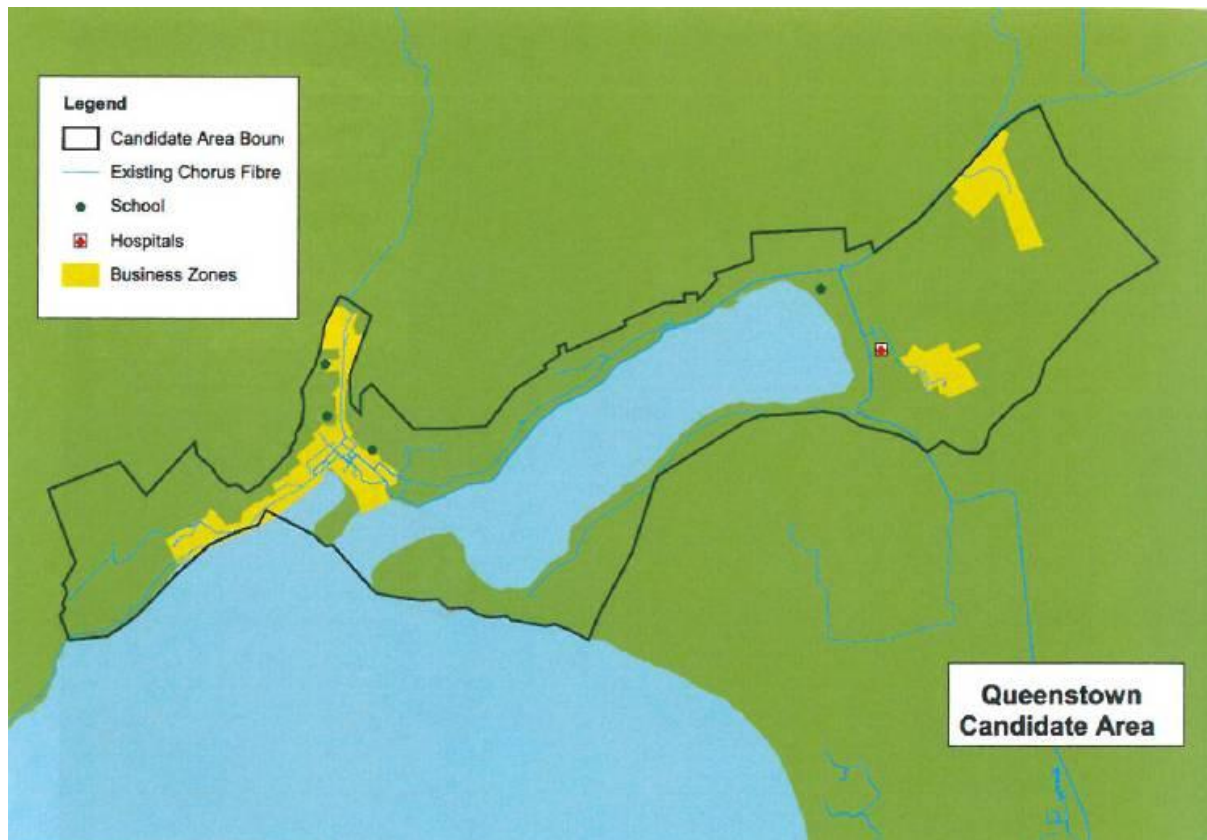 Legend
Candidate Area Boun
Existing Chorus Fibre
School
Hospitals
Business Zones
Queenstown
Candidate Area